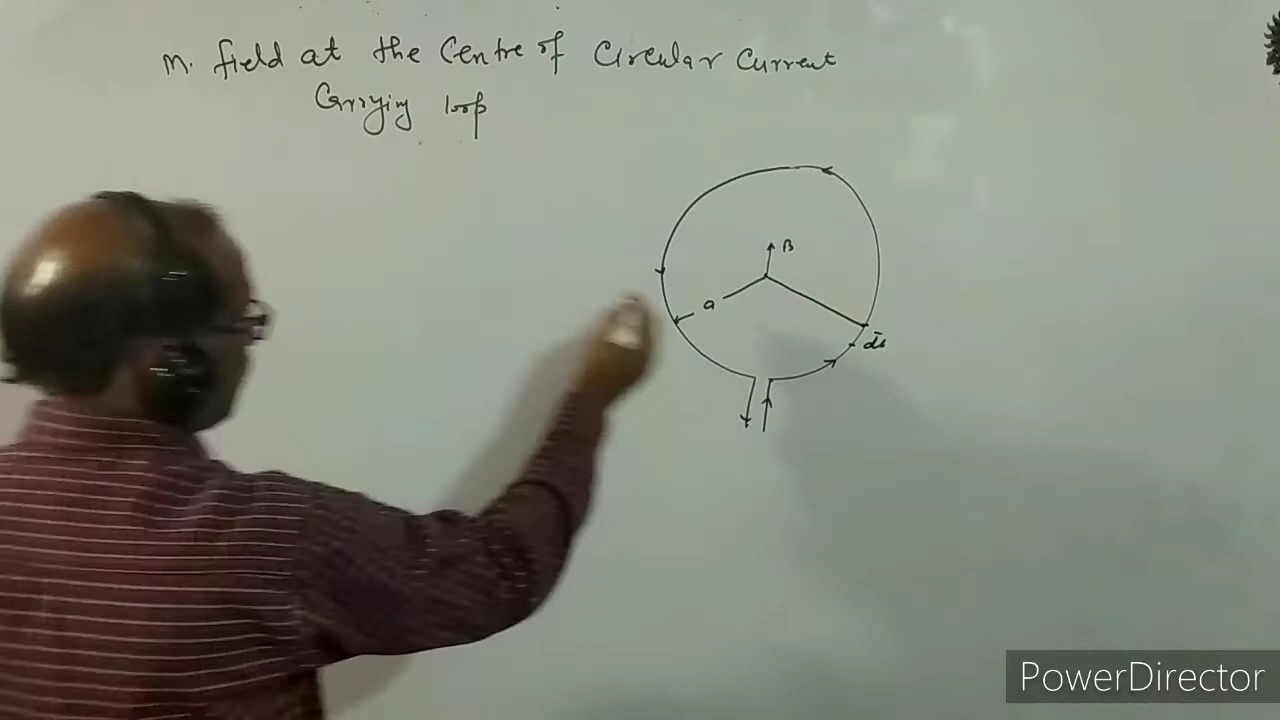 M. field at the Centre of Circular Current
Carrying loop
B
a
dl
PowerDirector